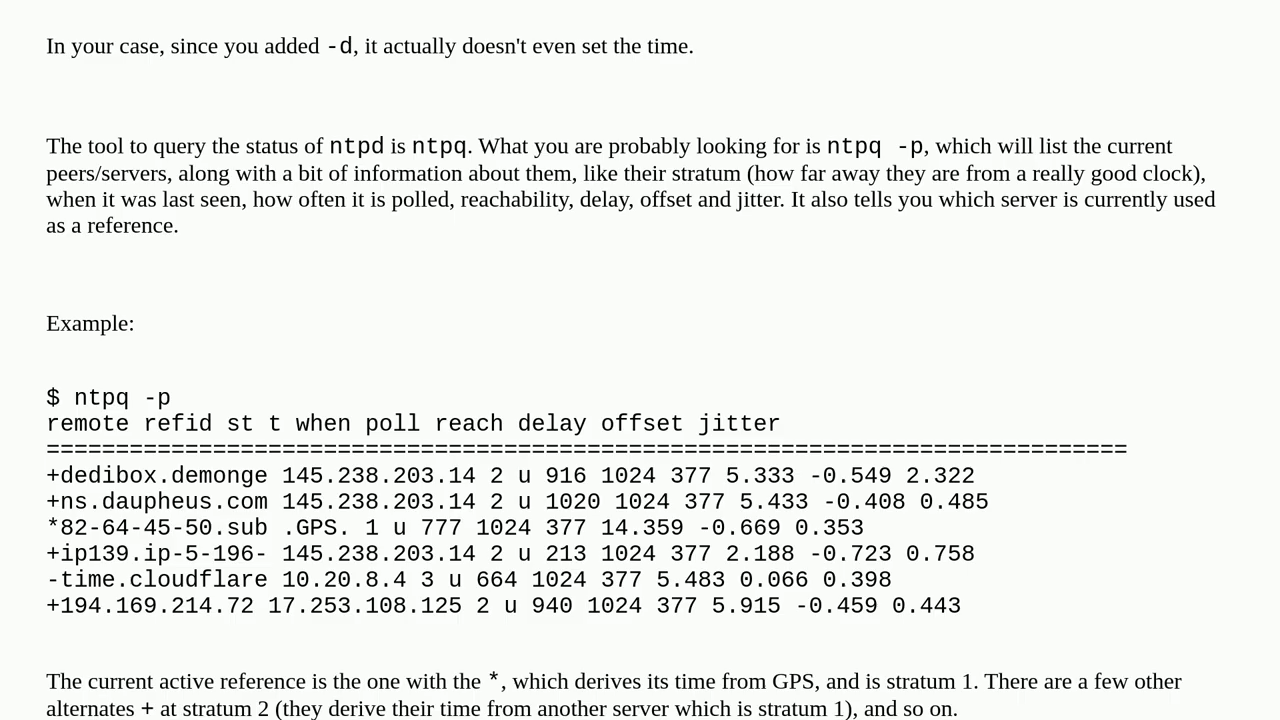 In your case, since you added -d, it actually doesn't even set the time.
The tool to query the status of ntpd is ntpq. What you are probably looking for is ntpq -p, which will list the current
peers/servers, along with a bit of information about them, like their stratum (how far away they are from a really good clock),
when it was last seen, how often it is polled, reachability, delay, offset and jitter. It also tells you which server is currently used
as a reference.
Example:
$ ntpq -p
remote refid st t when poll reach delay offset jitter
==============================================================================
+dedibox.demonge 145.238.203.14 2 u 916 1024 377 5.333 -0.549 2.322
+ns.daupheus.com 145.238.203.14 2 u 1020 1024 377 5.433 -0.408 0.485
*82-64-45-50.sub .GPS. 1 u 777 1024 377 14.359 -0.669 0.353
+ip139.ip-5-196- 145.238.203.14 2 u 213 1024 377 2.188 -0.723 0.758
-time.cloudflare 10.20.8.4 3 u 664 1024 377 5.483 0.066 0.398
+194.169.214.72 17.253.108.125 2 u 940 1024 377 5.915 -0.459 0.443
The current active reference is the one with the *, which derives its time from GPS, and is stratum 1. There are a few other
alternates + at stratum 2 (they derive their time from another server which is stratum 1), and so on.